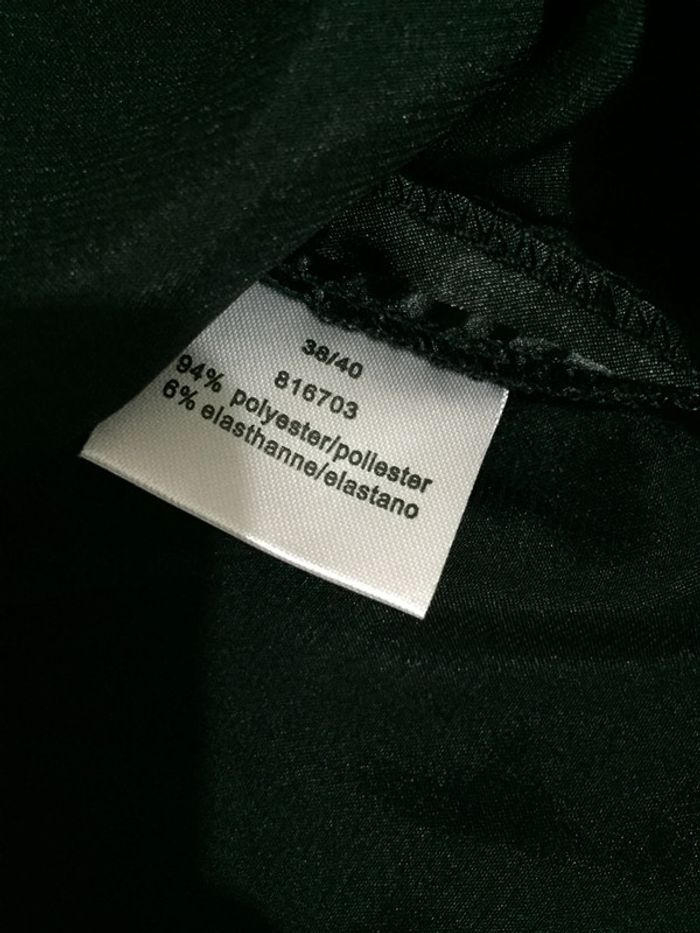 38/40
816703
94% polyester/poliester
6% elasthanne/elastano